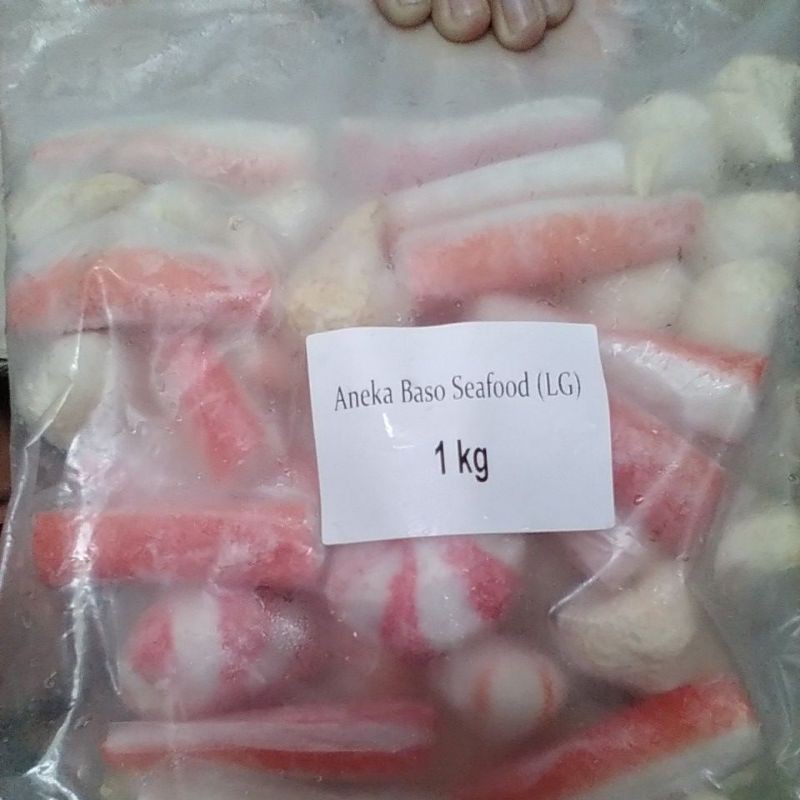 Aneka Baso Seafood (LG)
1 kg